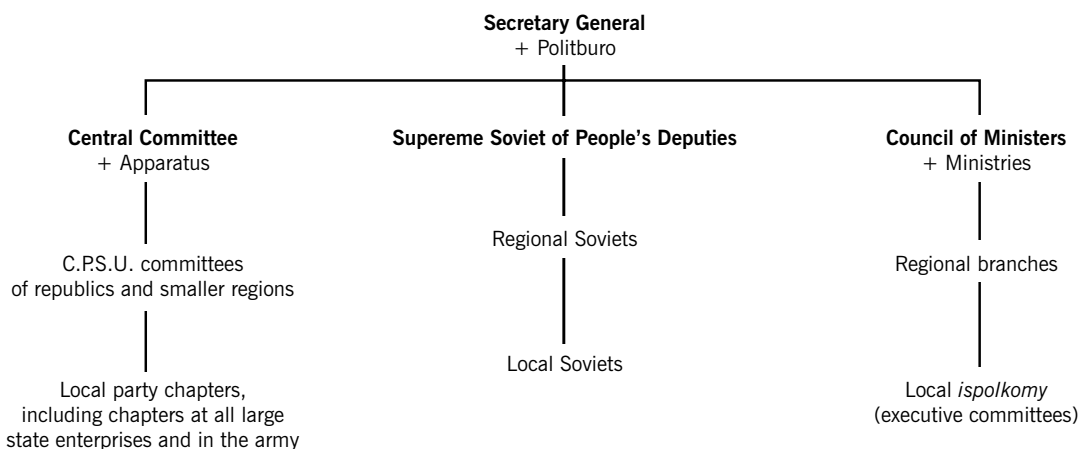 Secretary General
+ Politburo
Central Committee
+ Apparatus
Supereme Soviet of People's Deputies
Council of Ministers
+ Ministries
Regional Soviets
C.P.S.U. committees
of republics and smaller regions
Regional branches
Local Soviets
Local party chapters,
including chapters at all large
state enterprises and in the army
Local ispolkomy
(executive committees)